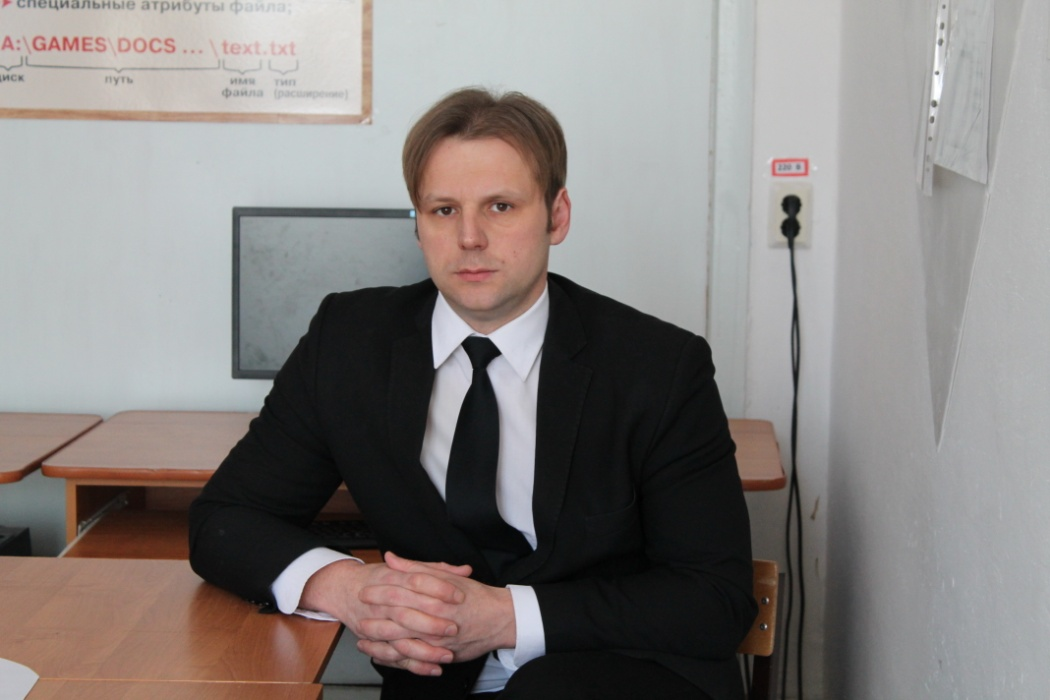 специальные атрибуты файла;
A:\GAMES\DOCS ... \text.txt
диск путь имя файла тип (расширение)
220 В